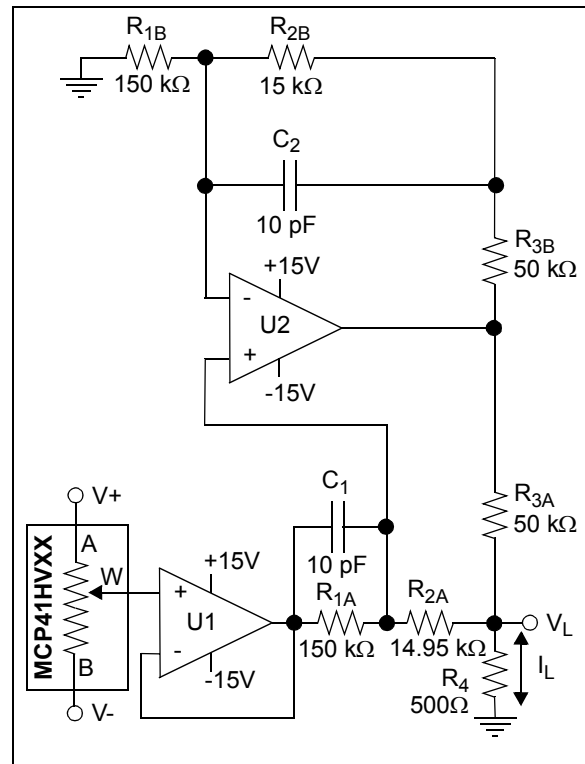 R1B
150 kΩ
R2B
15 kΩ
C2
10 pF
R3B
50 kΩ
+15V
-
U2
+
-15V
R3A
50 kΩ
C1
10 pF
V+
MCP41HVXX
A
W
B
V-
+15V
+
U1
-
-15V
R1A
150 kΩ
R2A
14.95 kΩ
VL
IL
R4
500Ω